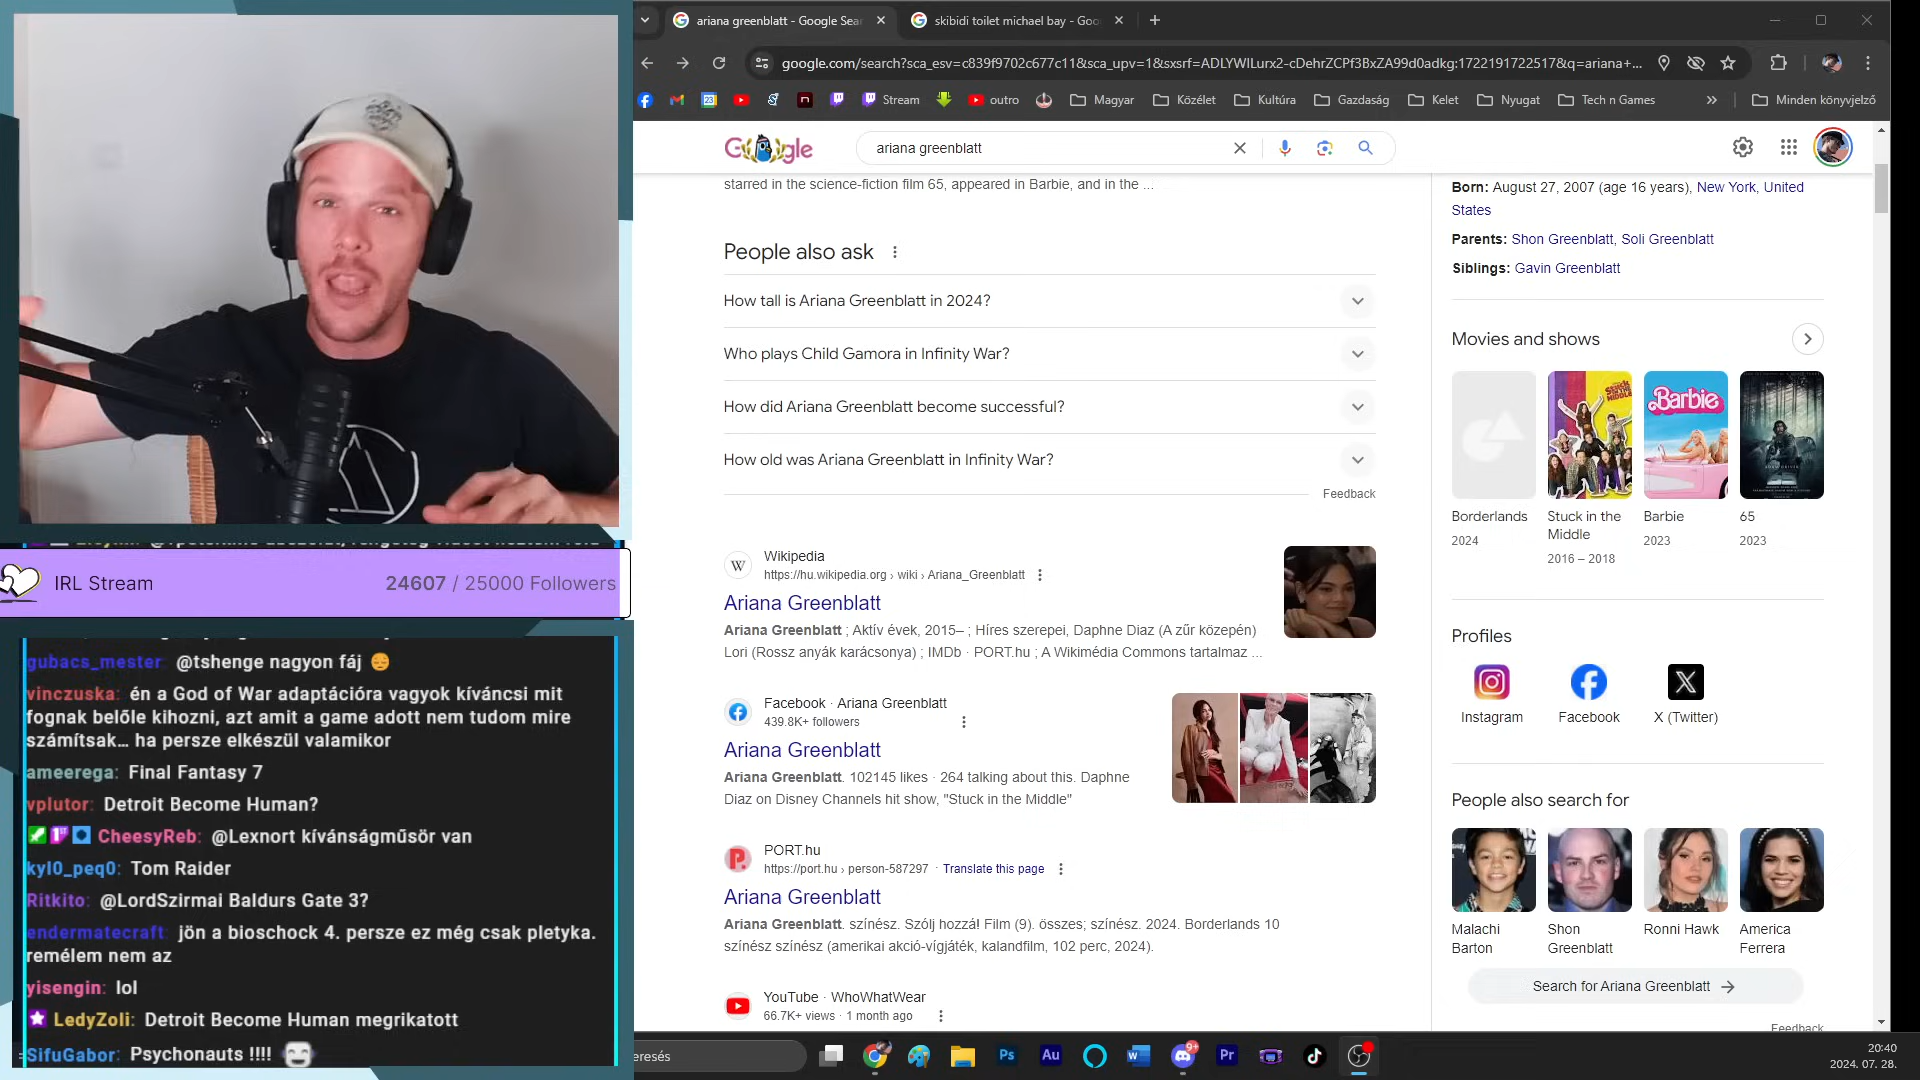 ariana greenblatt - Google Sea
skibidi toilet michael bay - Goo
google.com/search?sca_esv=c839f9702c677c11&sca_upv=1&sxsrf=ADLYWILurx2-cDehrZCPf3BxZA99d0adkg:1722191722517&q=ariana+...
Stream
outro
Magyar
Közélet
Kultúra
Gazdaság
Kelet
Nyugat
Tech n Games
Minden könyvjelző
ariana greenblatt
starred in the science-fiction film 65, appeared in Barbie, and in the ...
People also ask
How tall is Ariana Greenblatt in 2024?
Who plays Child Gamora in Infinity War?
How did Ariana Greenblatt become successful?
How old was Ariana Greenblatt in Infinity War?
Feedback
Wikipedia
https://hu.wikipedia.org › wiki › Ariana_Greenblatt
Ariana Greenblatt
Ariana Greenblatt ; Aktív évek, 2015– ; Híres szerepei, Daphne Diaz (A zűr közepén)
Lori (Rossz anyák karácsonya) ; IMDb · PORT.hu ; A Wikimédia Commons tartalmaz ...
Facebook · Ariana Greenblatt
439.8K+ followers
Ariana Greenblatt
Ariana Greenblatt. 102145 likes · 264 talking about this. Daphne
Diaz on Disney Channels hit show, "Stuck in the Middle"
PORT.hu
https://port.hu › person-587297 · Translate this page
Ariana Greenblatt
Ariana Greenblatt. színész. Szólj hozzá! Film (9). összes; színész. 2024. Borderlands 10
színész színész (amerikai akció-vígjáték, kalandfilm, 102 perc, 2024).
YouTube · WhoWhatWear
66.7K+ views · 1 month ago
Born: August 27, 2007 (age 16 years), New York, United
States
Parents: Shon Greenblatt, Soli Greenblatt
Siblings: Gavin Greenblatt
Movies and shows
Barbie
Borderlands
2024
Stuck in the
Middle
2016 – 2018
Barbie
2023
65
2023
Profiles
Instagram
Facebook
X (Twitter)
People also search for
Malachi
Barton
Shon
Greenblatt
Ronni Hawk
America
Ferrera
Search for Ariana Greenblatt
Feedback
IRL Stream
24607 / 25000 Followers
gubacs_mester: @tshenge nagyon fáj
vinczuska: én a God of War adaptációra vagyok kíváncsi mit
fognak belőle kihozni, azt amit a game adott nem tudom mire
számítsak… ha persze elkészül valamikor
ameerega: Final Fantasy 7
vplutor: Detroit Become Human?
CheesyReb: @Lexnort kívánságműsör van
kyl0_peq0: Tom Raider
Ritkito: @LordSzirmai Baldurs Gate 3?
endermatecraft: jön a bioschock 4. persze ez még csak pletyka.
remélem nem az
yisengin: lol
LedyZoli: Detroit Become Human megrikatott
SifuGabor: Psychonauts !!!!
eresés
Ps
Au
Pr
9+
20:40
2024. 07. 28.